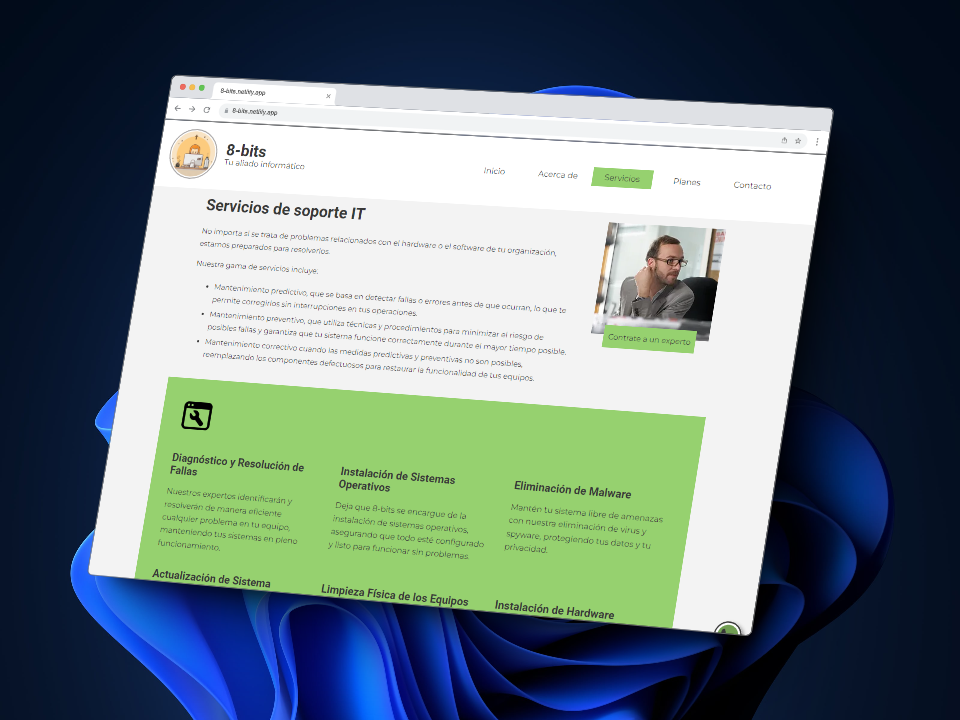 8-bits.netlify.app
8-bits.netlify.app
8-bits
Tu aliado informático
Inicio
Acerca de
Servicios
Planes
Contacto
Servicios de soporte IT
No importa si se trata de problemas relacionados con el hardware o el software de tu organización,
estamos preparados para resolverlos.
Nuestra gama de servicios incluye:
• Mantenimiento predictivo, que se basa en detectar fallas o errores antes de que ocurran, lo que te
permite corregirlos sin interrupciones en tus operaciones.
• Mantenimiento preventivo, que utiliza técnicas y procedimientos para minimizar el riesgo de
posibles fallas y garantiza que tu sistema funcione correctamente durante el mayor tiempo posible.
• Mantenimiento correctivo cuando las medidas predictivas y preventivas no son posibles,
reemplazando los componentes defectuosos para restaurar la funcionalidad de tus equipos.
Contrate a un experto
Diagnóstico y Resolución de
Fallas
Nuestros expertos identificarán y
resolverán de manera eficiente
cualquier problema en tu equipo,
manteniendo tus sistemas en pleno
funcionamiento.
Instalación de Sistemas
Operativos
Deja que 8-bits se encargue de la
instalación de sistemas operativos,
asegurando que todo esté configurado
y listo para funcionar sin problemas.
Eliminación de Malware
Mantén tu sistema libre de amenazas
con nuestra eliminación de virus y
spyware, protegiendo tus datos y tu
privacidad.
Actualización de Sistema
Limpieza Física de los Equipos
Instalación de Hardware